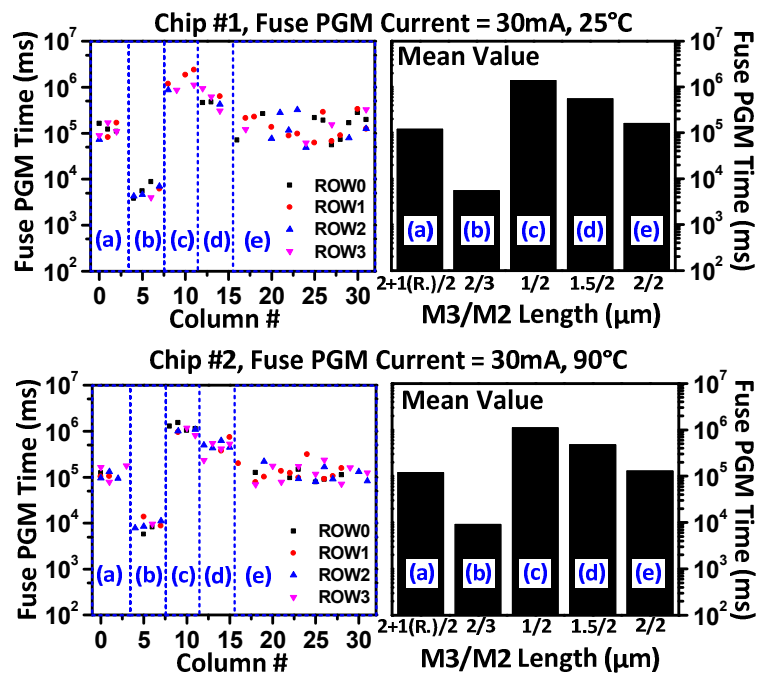 Chip #1, Fuse PGM Current = 30mA, 25°C
Fuse PGM Time (ms)
10^7
10^6
10^5
10^4
10^3
10^2
(a) (b) (c) (d) (e)
ROW0
ROW1
ROW2
ROW3
0 5 10 15 20 25 30
Column #
Mean Value
(a) (b) (c) (d) (e)
2+1(R.)/2 2/3 1/2 1.5/2 2/2
M3/M2 Length (μm)
10^7
10^6
10^5
10^4
10^3
10^2
Fuse PGM Time (ms)
Chip #2, Fuse PGM Current = 30mA, 90°C
Fuse PGM Time (ms)
10^7
10^6
10^5
10^4
10^3
10^2
(a) (b) (c) (d) (e)
ROW0
ROW1
ROW2
ROW3
0 5 10 15 20 25 30
Column #
Mean Value
(a) (b) (c) (d) (e)
2+1(R.)/2 2/3 1/2 1.5/2 2/2
M3/M2 Length (μm)
10^7
10^6
10^5
10^4
10^3
10^2
Fuse PGM Time (ms)